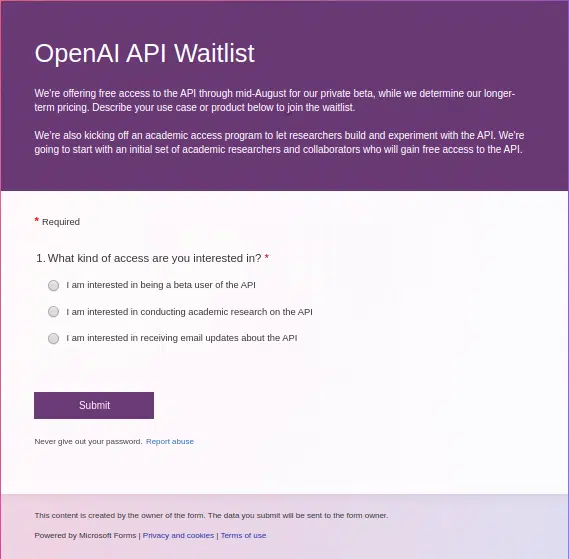 OpenAI API Waitlist
We're offering free access to the API through mid-August for our private beta, while we determine our longer-
term pricing. Describe your use case or product below to join the waitlist.
We're also kicking off an academic access program to let researchers build and experiment with the API. We're
going to start with an initial set of academic researchers and collaborators who will gain free access to the API.
* Required
1. What kind of access are you interested in? *
I am interested in being a beta user of the API
I am interested in conducting academic research on the API
I am interested in receiving email updates about the API
Submit
Never give out your password. Report abuse
This content is created by the owner of the form. The data you submit will be sent to the form owner.
Powered by Microsoft Forms | Privacy and cookies | Terms of use